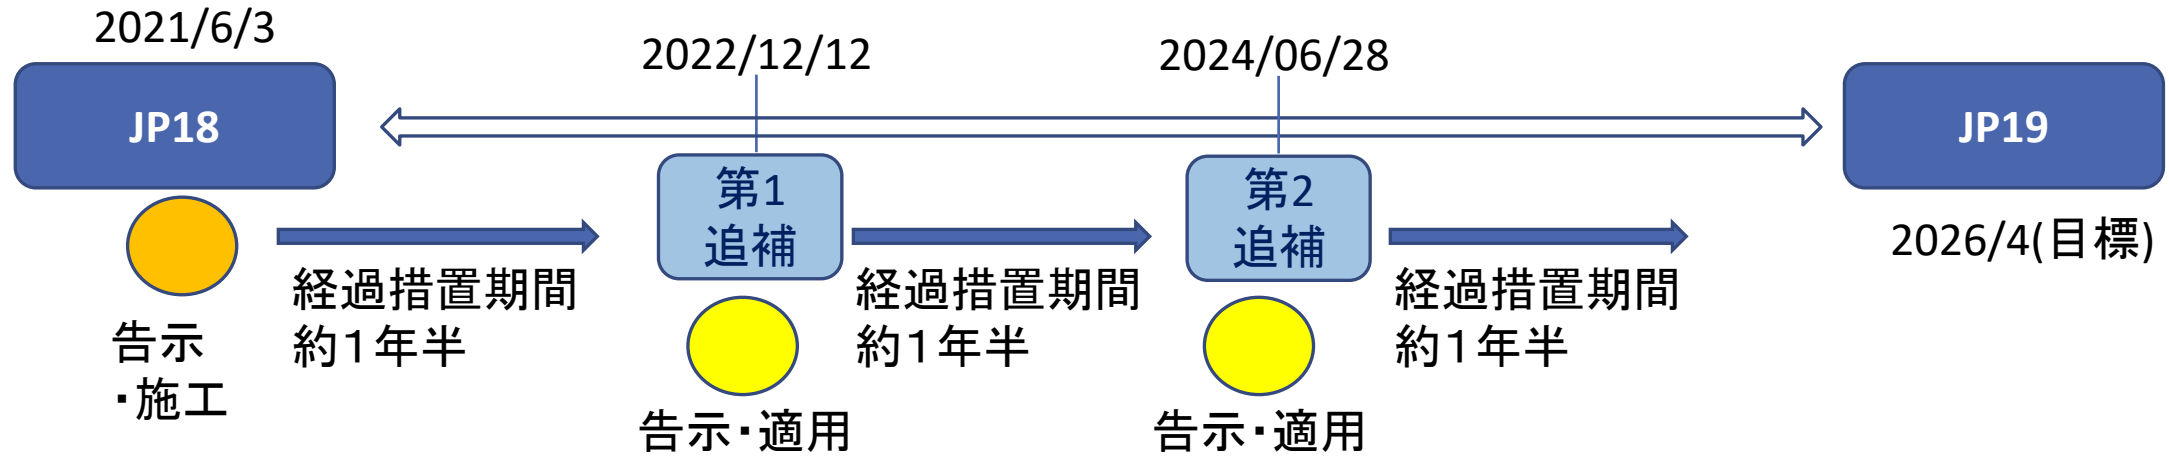 2021/6/3
JP18
告示
・施工
経過措置期間
約１年半
2022/12/12
第1
追補
告示・適用
経過措置期間
約１年半
2024/06/28
第2
追補
告示・適用
経過措置期間
約１年半
JP19
2026/4(目標)